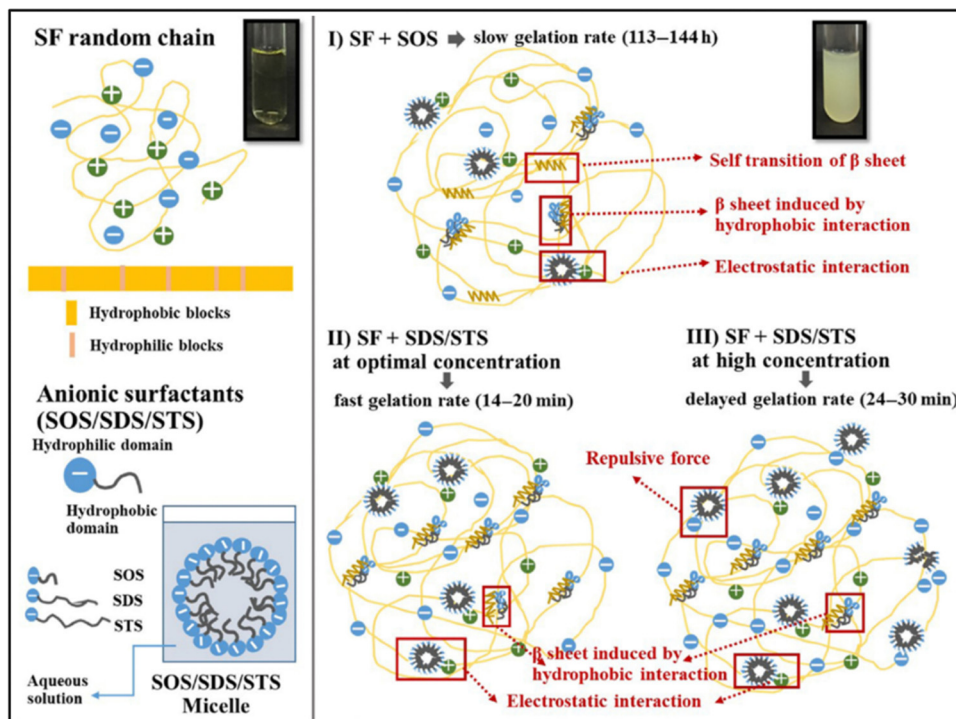 SF random chain
Hydrophobic blocks
Hydrophilic blocks
Anionic surfactants
(SOS/SDS/STS)
Hydrophilic domain
Hydrophobic
domain
SOS
SDS
STS
Aqueous
solution
SOS/SDS/STS
Micelle
I) SF + SOS slow gelation rate (113–144 h)
Self transition of β sheet
β sheet induced by
hydrophobic interaction
Electrostatic interaction
II) SF + SDS/STS
at optimal concentration
fast gelation rate (14–20 min)
III) SF + SDS/STS
at high concentration
delayed gelation rate (24–30 min)
Repulsive force
β sheet induced by
hydrophobic interaction
Electrostatic interaction